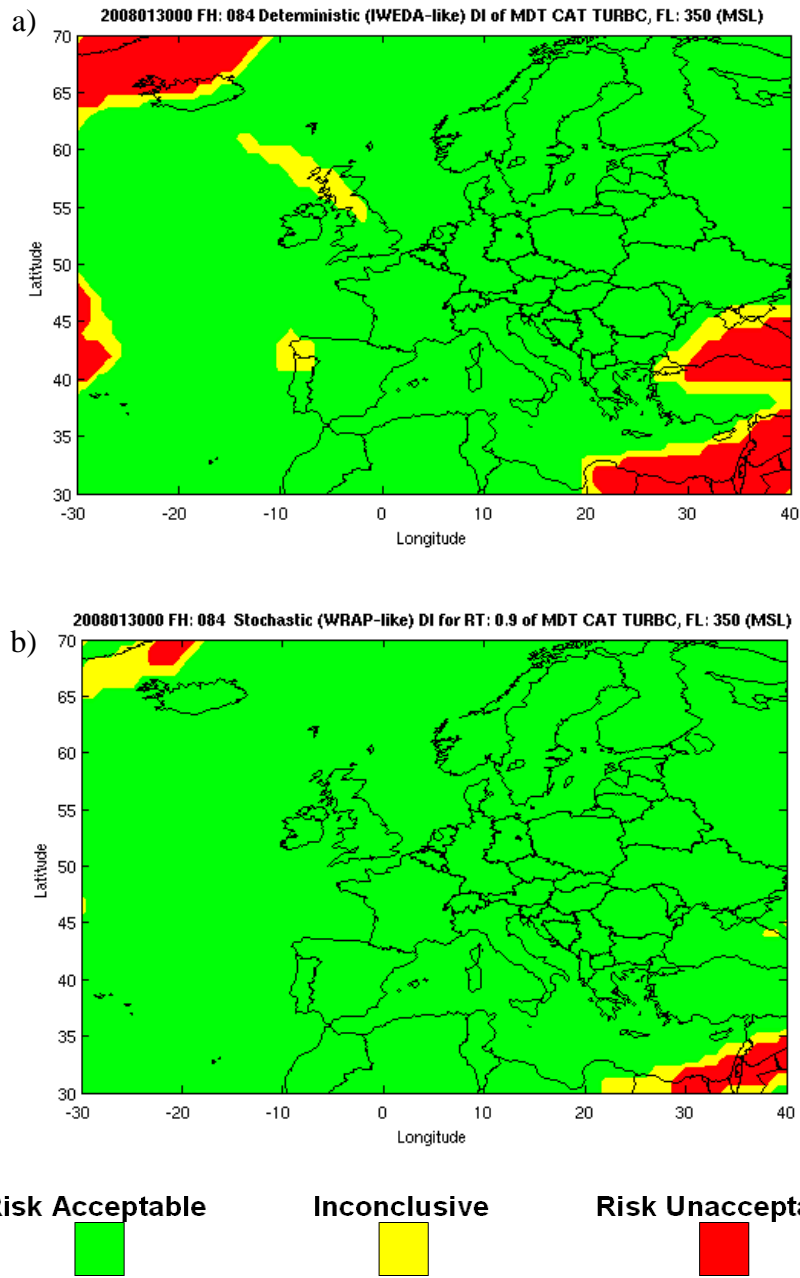 a)
2008013000 FH: 084 Deterministic (IWEDA-like) DI of MDT CAT TURBC, FL: 350 (MSL)
70
65
60
55
50
45
40
35
30
Latitude
-30 -20 -10 0 10 20 30 40
Longitude
b)
2008013000 FH: 084 Stochastic (WRAP-like) DI for RT: 0.9 of MDT CAT TURBC, FL: 350 (MSL)
70
65
60
55
50
45
40
35
30
Latitude
-30 -20 -10 0 10 20 30 40
Longitude
isk Acceptable Inconclusive Risk Unaccepta